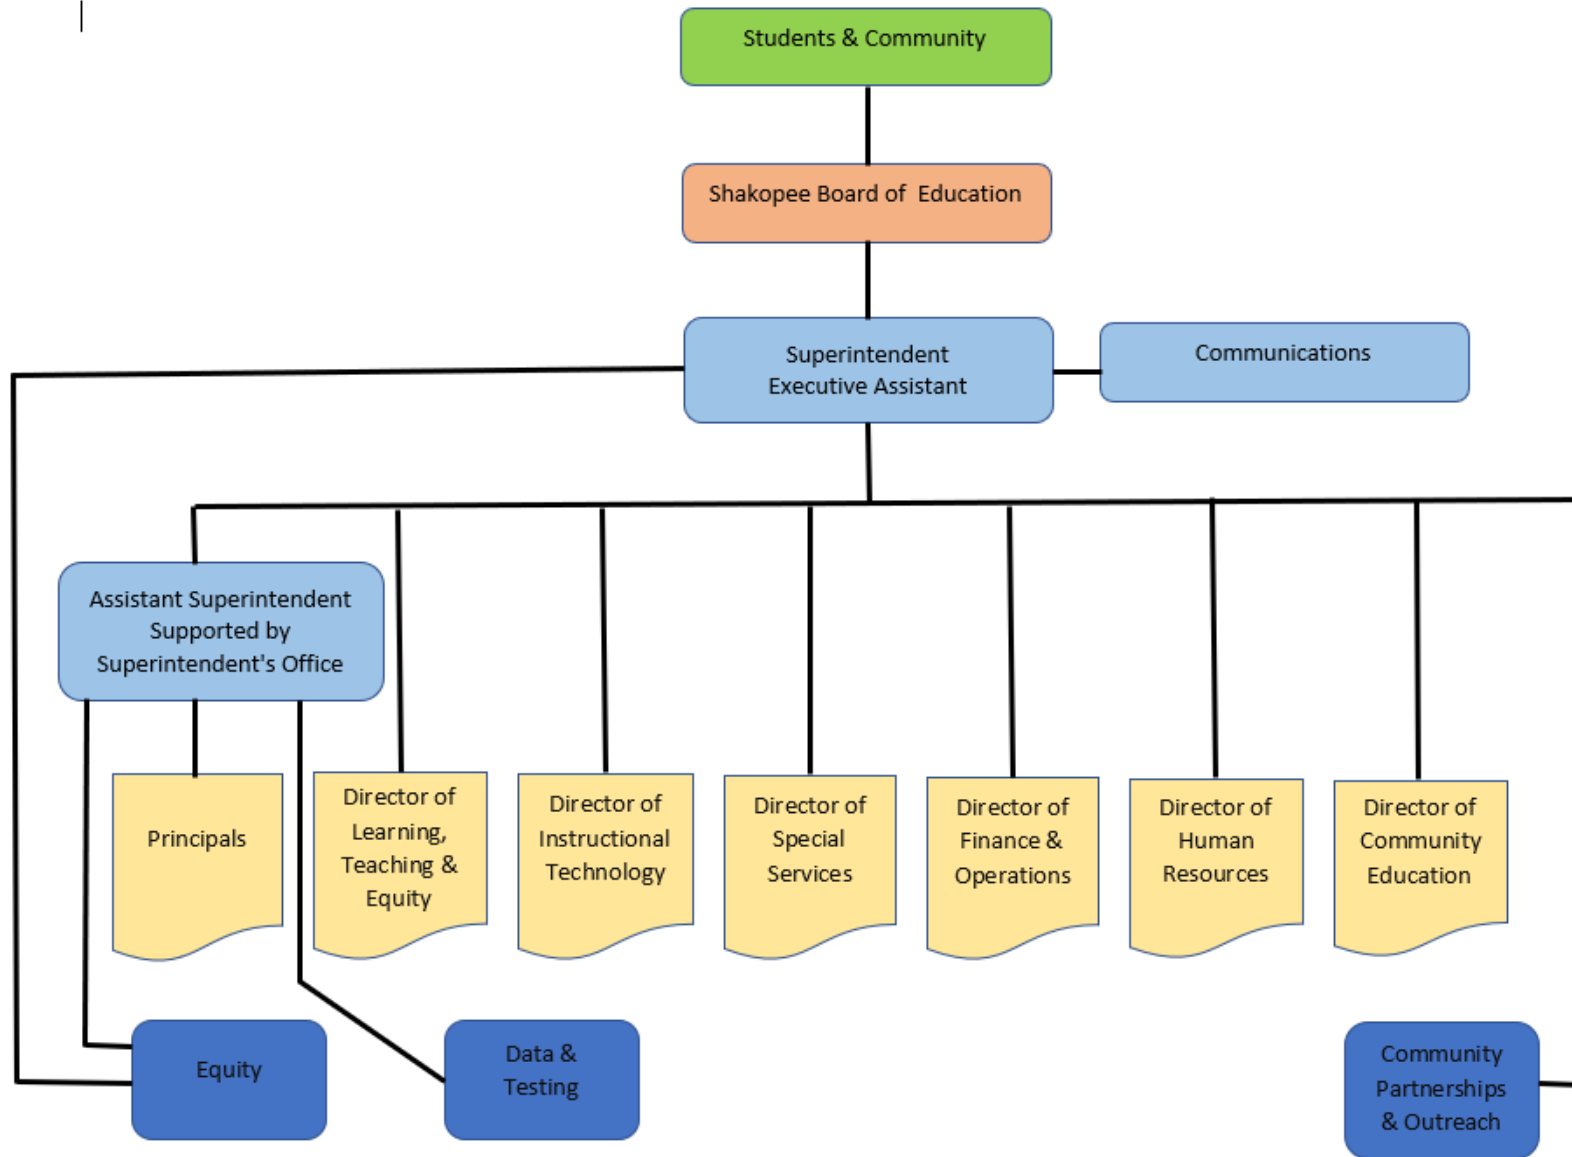 Students & Community
Shakopee Board of Education
Superintendent
Executive Assistant
Communications
Assistant Superintendent
Supported by
Superintendent's Office
Principals
Director of
Learning,
Teaching &
Equity
Director of
Instructional
Technology
Director of
Special
Services
Director of
Finance &
Operations
Director of
Human
Resources
Director of
Community
Education
Equity
Data &
Testing
Community
Partnerships
& Outreach